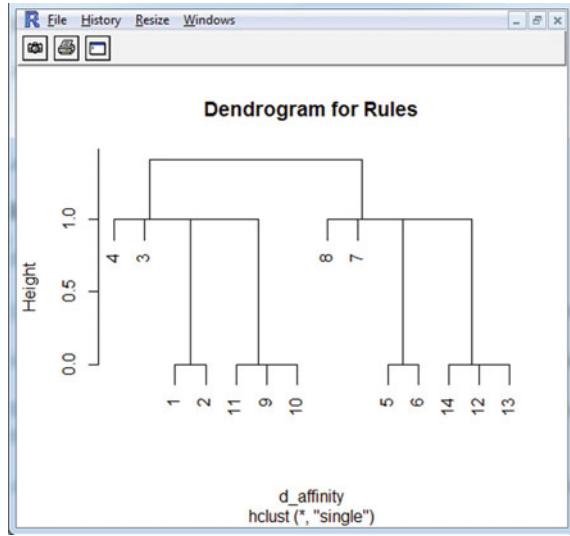 R File History Resize Windows
Dendrogram for Rules
Height
1.0
0.5
0.0
4 3 8 7
1 2 11 9 10 5 6 14 12 13
d_affinity
hclust (*, "single")